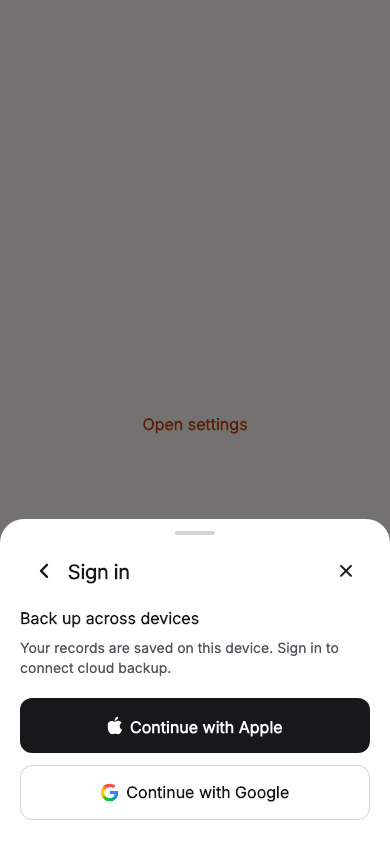 Open settings
Sign in
Back up across devices
Your records are saved on this device. Sign in to
connect cloud backup.
Continue with Apple
Continue with Google